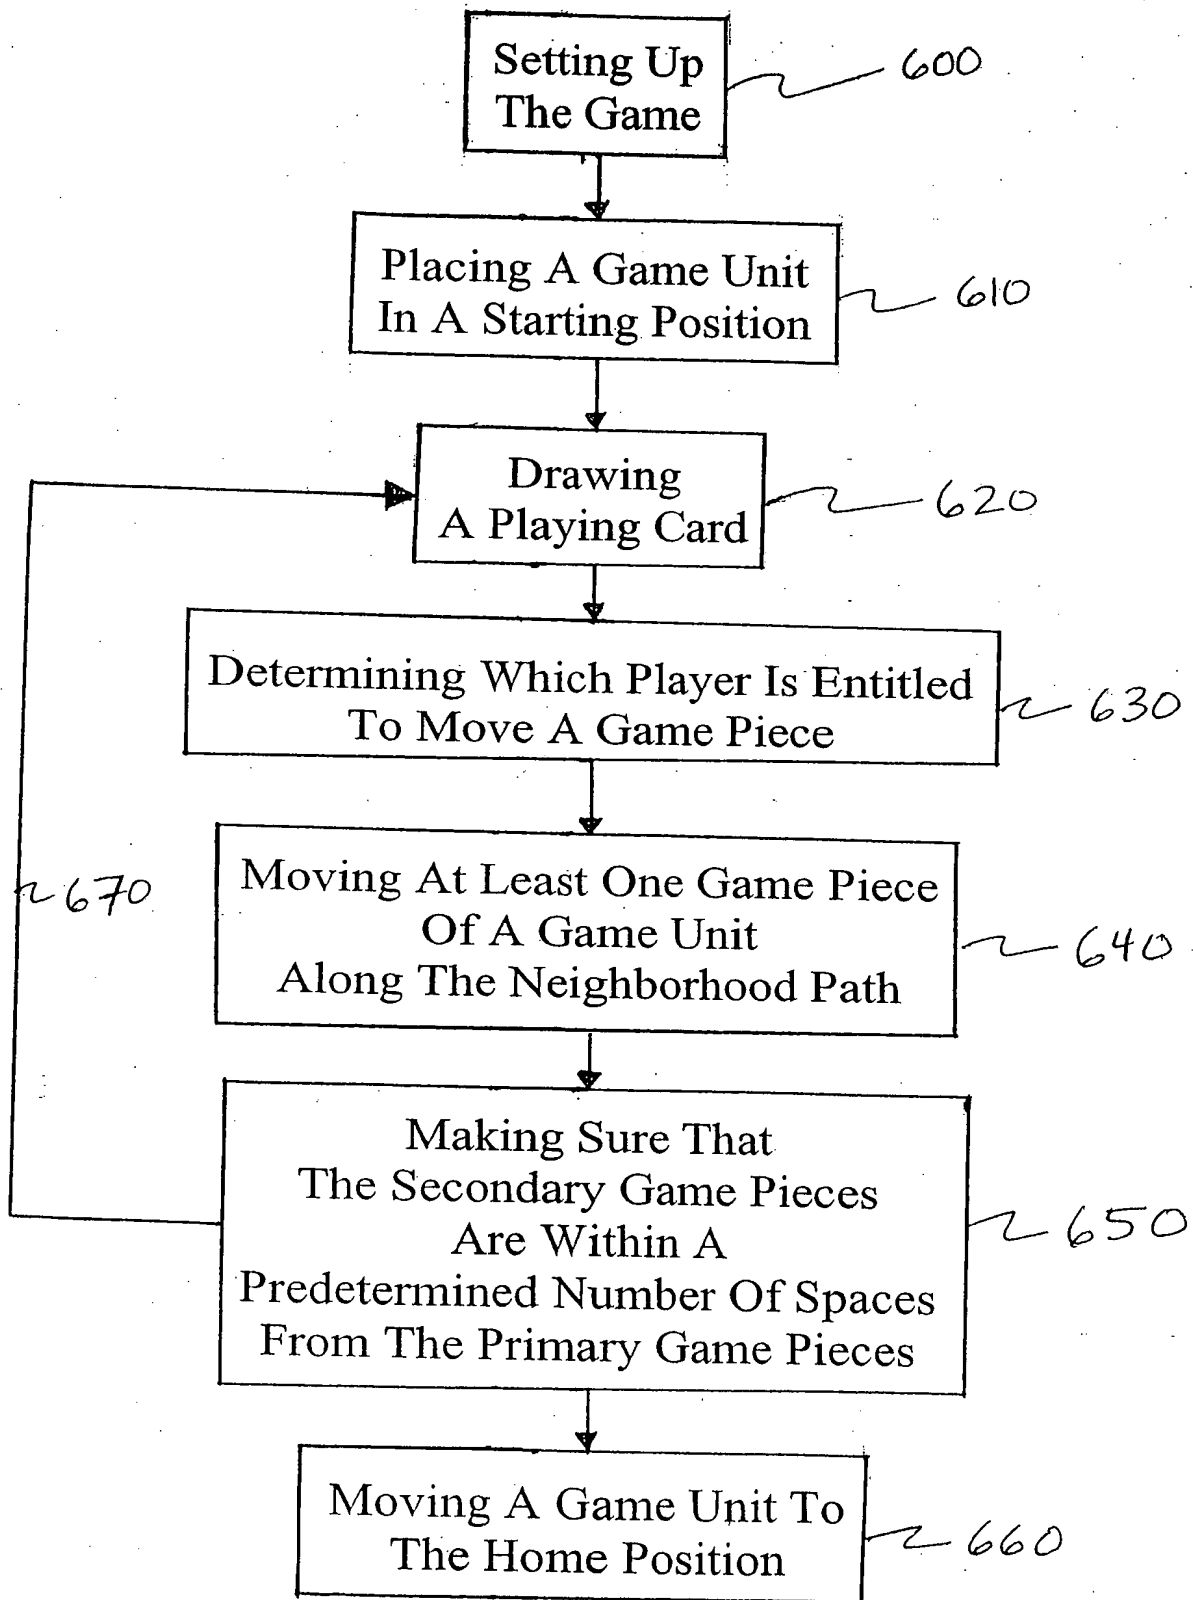 Setting Up
The Game
600
Placing A Game Unit
In A Starting Position
610
Drawing
A Playing Card
620
Determining Which Player Is Entitled
To Move A Game Piece
630
Moving At Least One Game Piece
Of A Game Unit
Along The Neighborhood Path
640
670
Making Sure That
The Secondary Game Pieces
Are Within A
Predetermined Number Of Spaces
From The Primary Game Pieces
650
Moving A Game Unit To
The Home Position
660